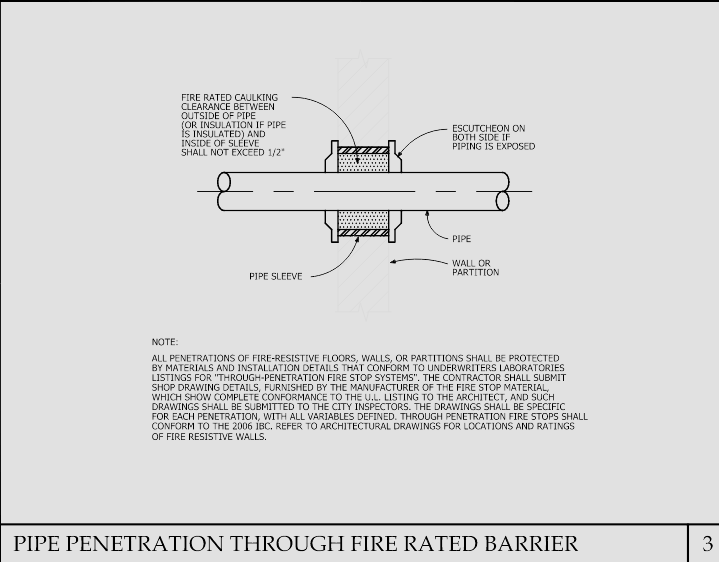 FIRE RATED CAULKING
CLEARANCE BETWEEN
OUTSIDE OF PIPE
(OR INSULATION IF PIPE
IS INSULATED) AND
INSIDE OF SLEEVE
SHALL NOT EXCEED 1/2"
ESCUTCHEON ON
BOTH SIDE IF
PIPING IS EXPOSED
PIPE
WALL OR
PARTITION
PIPE SLEEVE
NOTE:
ALL PENETRATIONS OF FIRE-RESISTIVE FLOORS, WALLS, OR PARTITIONS SHALL BE PROTECTED
BY MATERIALS AND INSTALLATION DETAILS THAT CONFORM TO UNDERWRITERS LABORATORIES
LISTINGS FOR "THROUGH-PENETRATION FIRE STOP SYSTEMS". THE CONTRACTOR SHALL SUBMIT
SHOP DRAWING DETAILS, FURNISHED BY THE MANUFACTURER OF THE FIRE STOP MATERIAL,
WHICH SHOW COMPLETE CONFORMANCE TO THE U.L. LISTING TO THE ARCHITECT, AND SUCH
DRAWINGS SHALL BE SUBMITTED TO THE CITY INSPECTORS. THE DRAWINGS SHALL BE SPECIFIC
FOR EACH PENETRATION, WITH ALL VARIABLES DEFINED. THROUGH PENETRATION FIRE STOPS SHALL
CONFORM TO THE 2006 IBC. REFER TO ARCHITECTURAL DRAWINGS FOR LOCATIONS AND RATINGS
OF FIRE RESISTIVE WALLS.
PIPE PENETRATION THROUGH FIRE RATED BARRIER
3